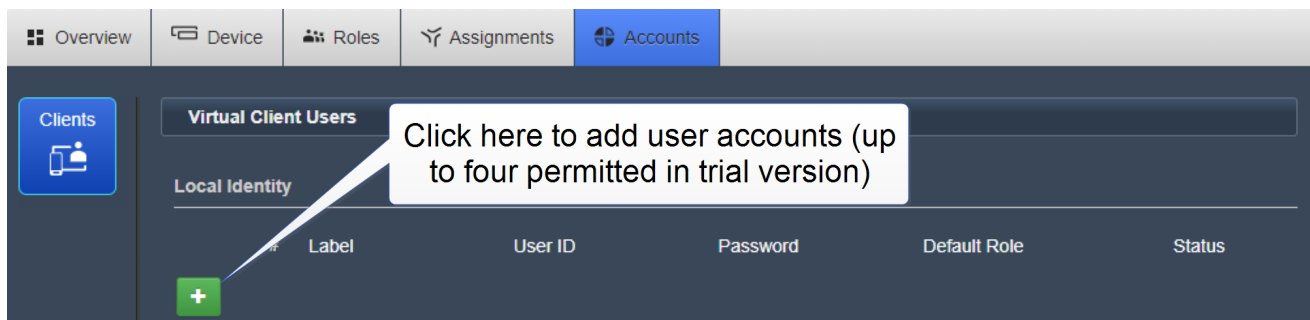 Overview Device Roles Assignments Accounts
Clients
Virtual Client Users
Click here to add user accounts (up
to four permitted in trial version)
Local Identity
# Label User ID Password Default Role Status
+